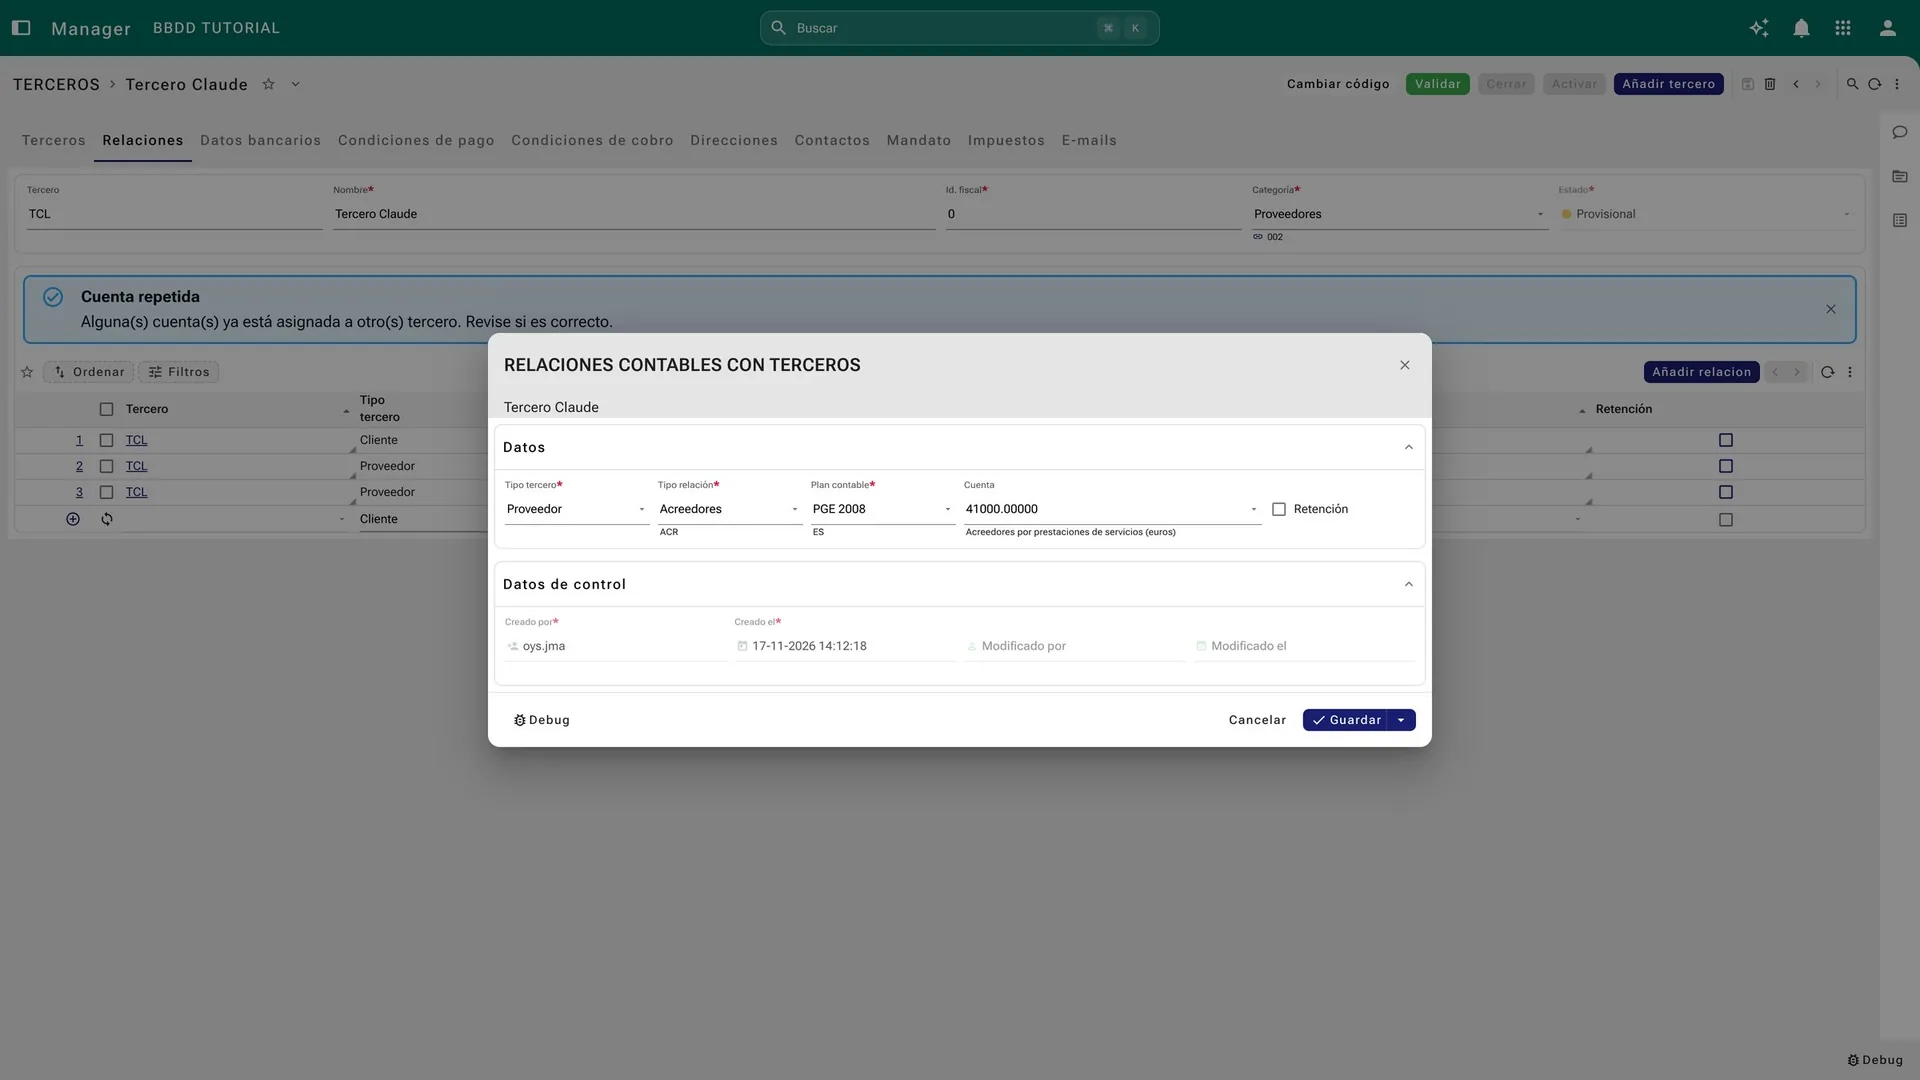 Manager BBDD TUTORIAL Buscar ⌘ K
TERCEROS › Tercero Claude Cambiar código Validar Cerrar Activar Añadir tercero
Terceros Relaciones Datos bancarios Condiciones de pago Condiciones de cobro Direcciones Contactos Mandato Impuestos E-mails
Tercero Nombre* Id. fiscal* Categoría* Estado*
TCL Tercero Claude 0 Proveedores Provisional
002
Cuenta repetida
Alguna(s) cuenta(s) ya está asignada a otro(s) tercero. Revise si es correcto.
Ordenar Filtros Añadir relacion
Tercero Tipo tercero Retención
1 TCL Cliente
2 TCL Proveedor
3 TCL Proveedor
Cliente
RELACIONES CONTABLES CON TERCEROS
Tercero Claude
Datos
Tipo tercero* Tipo relación* Plan contable* Cuenta
Proveedor Acreedores PGE 2008 41000.00000 Retención
ACR ES Acreedores por prestaciones de servicios (euros)
Datos de control
Creado por* Creado el*
oys.jma 17-11-2026 14:12:18 Modificado por Modificado el
Debug Cancelar Guardar
Debug